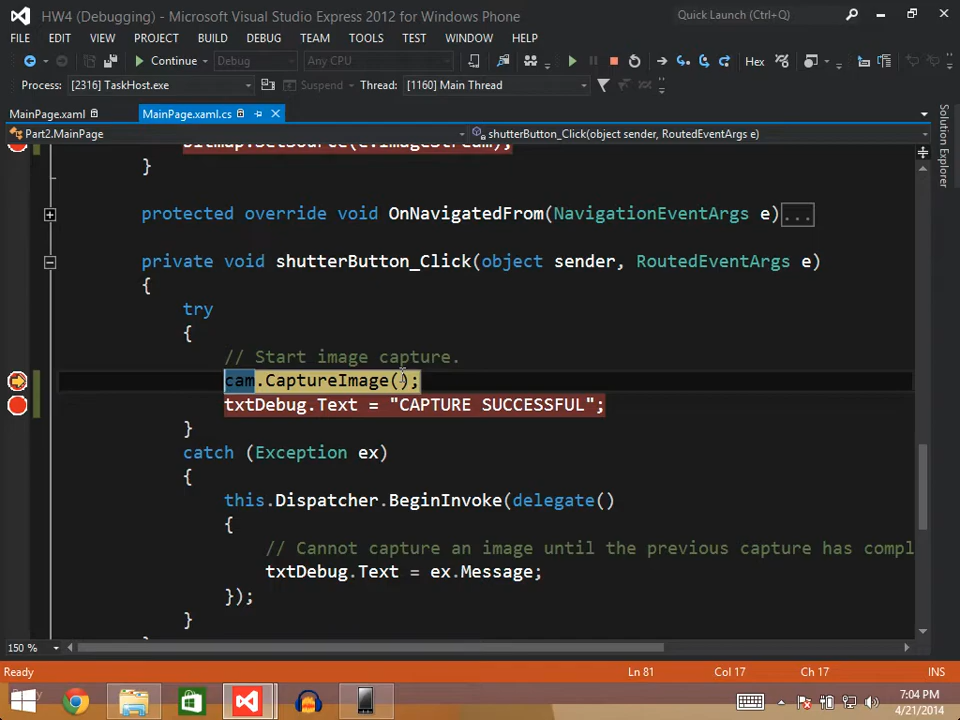 HW4 (Debugging) - Microsoft Visual Studio Express 2012 for Windows Phone
Quick Launch (Ctrl+Q)
FILE EDIT VIEW PROJECT BUILD DEBUG TEAM TOOLS TEST WINDOW HELP
Continue Debug Any CPU Hex
Process: [2316] TaskHost.exe Suspend Thread: [1160] Main Thread
MainPage.xaml MainPage.xaml.cs
Part2.MainPage shutterButton_Click(object sender, RoutedEventArgs e)
Solution Explorer
bitmap.SetSource(e.ImageStream);
}
protected override void OnNavigatedFrom(NavigationEventArgs e)...
private void shutterButton_Click(object sender, RoutedEventArgs e)
{
try
{
// Start image capture.
cam.CaptureImage();
txtDebug.Text = "CAPTURE SUCCESSFUL";
}
catch (Exception ex)
{
this.Dispatcher.BeginInvoke(delegate()
{
// Cannot capture an image until the previous capture has compl
txtDebug.Text = ex.Message;
});
}
150 %
Ready Ln 81 Col 17 Ch 17 INS
7:04 PM
4/21/2014